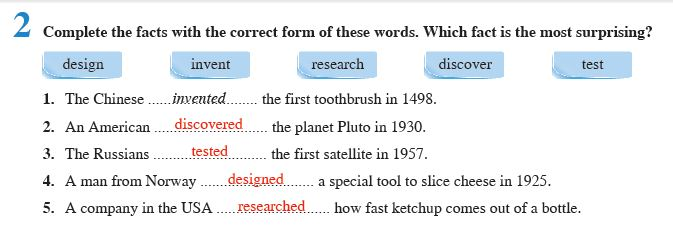 2 Complete the facts with the correct form of these words. Which fact is the most surprising?
design invent research discover test
1. The Chinese ......invented........ the first toothbrush in 1498.
2. An American .....discovered...... the planet Pluto in 1930.
3. The Russians ..........tested.......... the first satellite in 1957.
4. A man from Norway .......designed........ a special tool to slice cheese in 1925.
5. A company in the USA .....researched...... how fast ketchup comes out of a bottle.